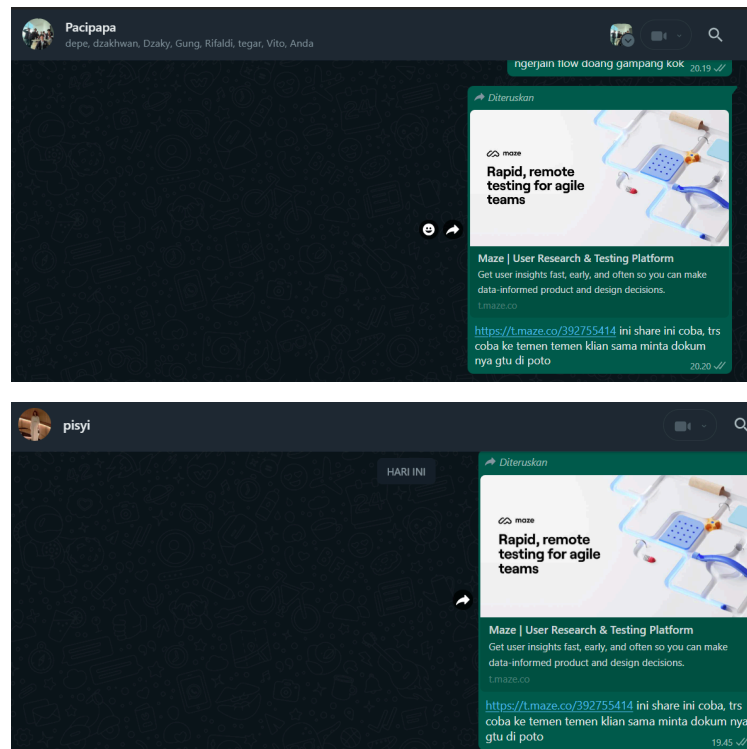 Pacipapa
depe, dzakhwan, Dzaky, Gung, Rifaldi, tegar, Vito, Anda
ngerjain flow doang gampang kok 20.19
Diteruskan
maze
Rapid, remote
testing for agile
teams
Maze | User Research & Testing Platform
Get user insights fast, early, and often so you can make
data-informed product and design decisions.
t.maze.co
https://t.maze.co/392755414 ini share ini coba, trs
coba ke temen temen klian sama minta dokum
nya gtu di poto
20.20
pisyi
HARI INI
Diteruskan
maze
Rapid, remote
testing for agile
teams
Maze | User Research & Testing Platform
Get user insights fast, early, and often so you can make
data-informed product and design decisions.
t.maze.co
https://t.maze.co/392755414 ini share ini coba, trs
coba ke temen temen klian sama minta dokum nya
gtu di poto
19.45